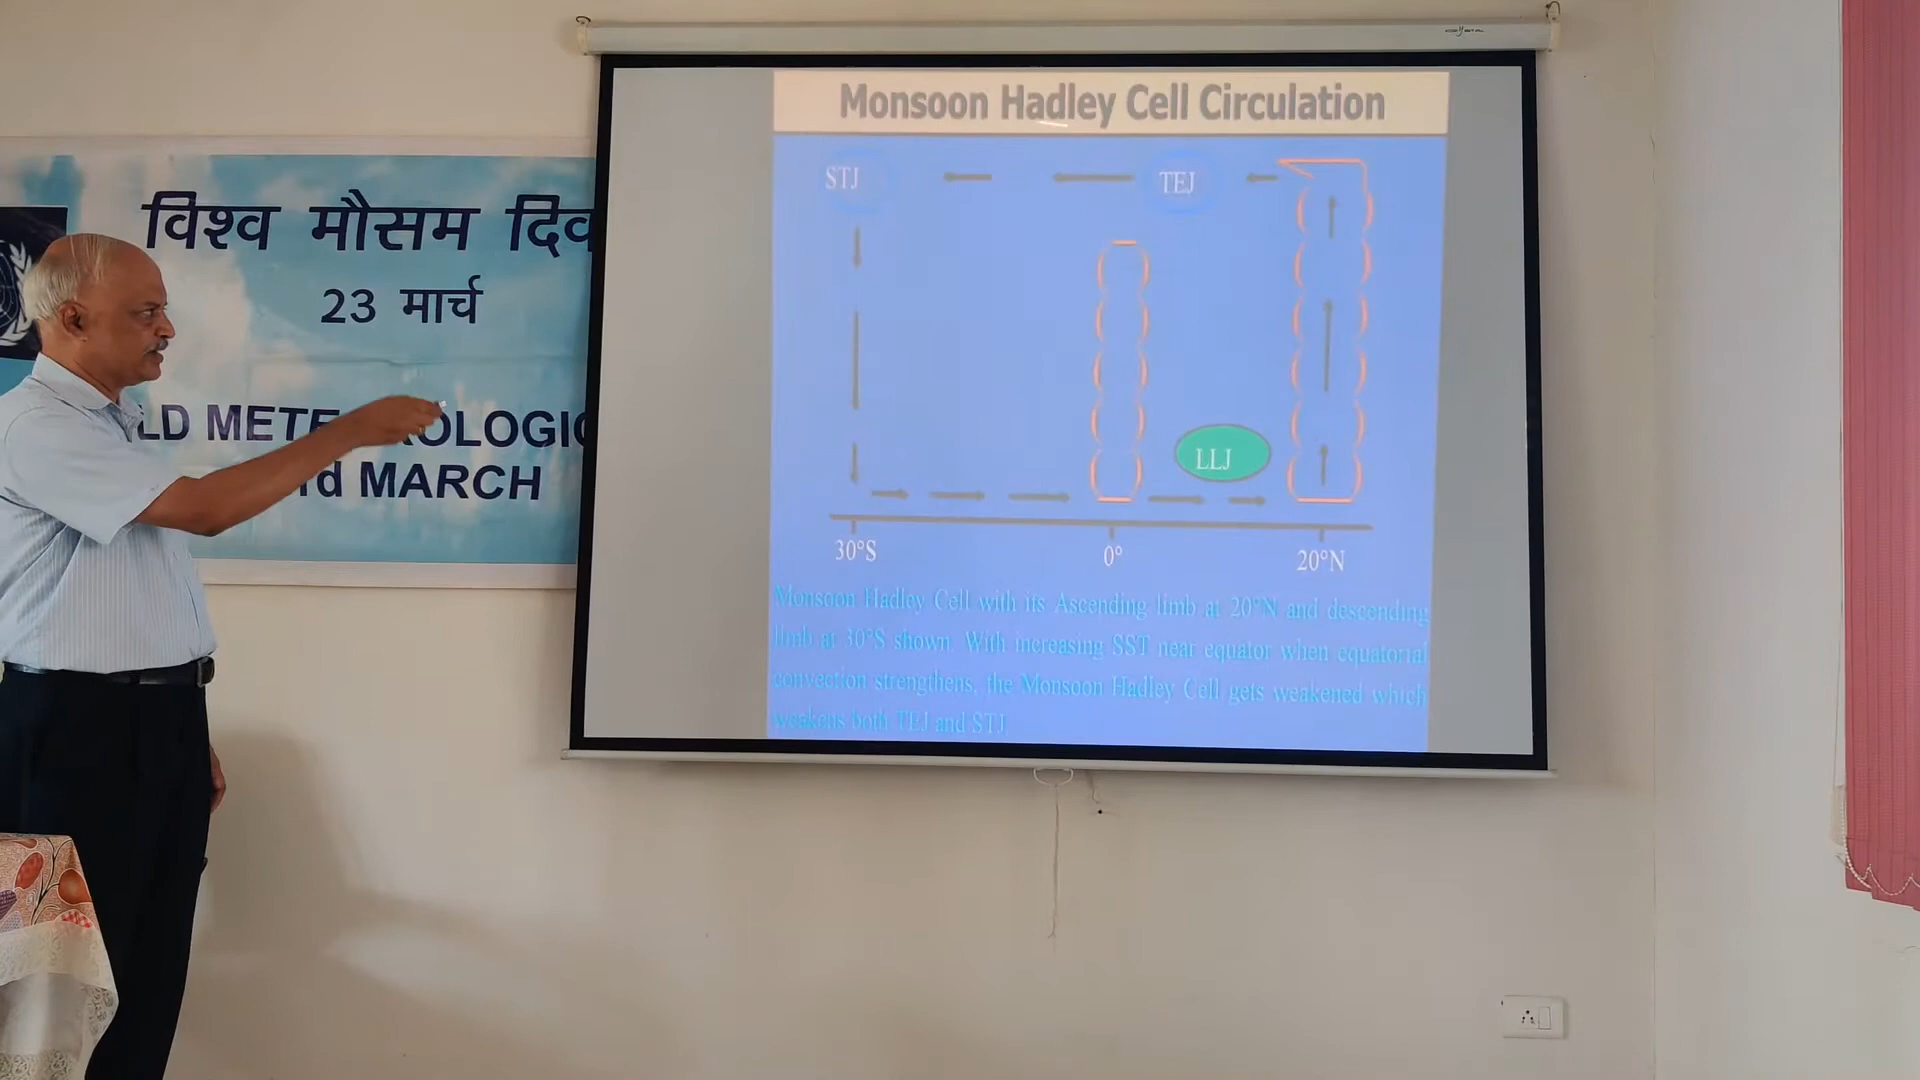 विश्व मौसम दिव
23 मार्च
LD METE ROLOGIC
rd MARCH
Monsoon Hadley Cell Circulation
STJ
TEJ
LLJ
30°S
0°
20°N
Monsoon Hadley Cell with its Ascending limb at 20°N and descending
limb at 30°S shown. With increasing SST near equator when equatorial
convection strengthens, the Monsoon Hadley Cell gets weakened which
weakens both TEJ and STJ